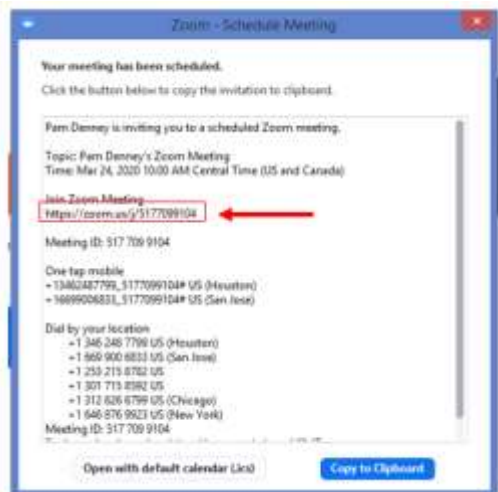 Zoom - Schedule Meeting
Your meeting has been scheduled.
Click the button below to copy the invitation to clipboard.
Pam Denney is inviting you to a scheduled Zoom meeting.
Topic: Pam Denney's Zoom Meeting
Time: Mar 24, 2020 10:00 AM Central Time (US and Canada)
Join Zoom Meeting
https://zoom.us/j/5177099104
Meeting ID: 517 709 9104
One tap mobile
+13462487799,,5177099104# US (Houston)
+16699006833,,5177099104# US (San Jose)
Dial by your location
+1 346 248 7799 US (Houston)
+1 669 900 6833 US (San Jose)
+1 253 215 8782 US
+1 301 715 8592 US
+1 312 626 6799 US (Chicago)
+1 646 876 9923 US (New York)
Meeting ID: 517 709 9104
Open with default calendar (.ics)
Copy to Clipboard